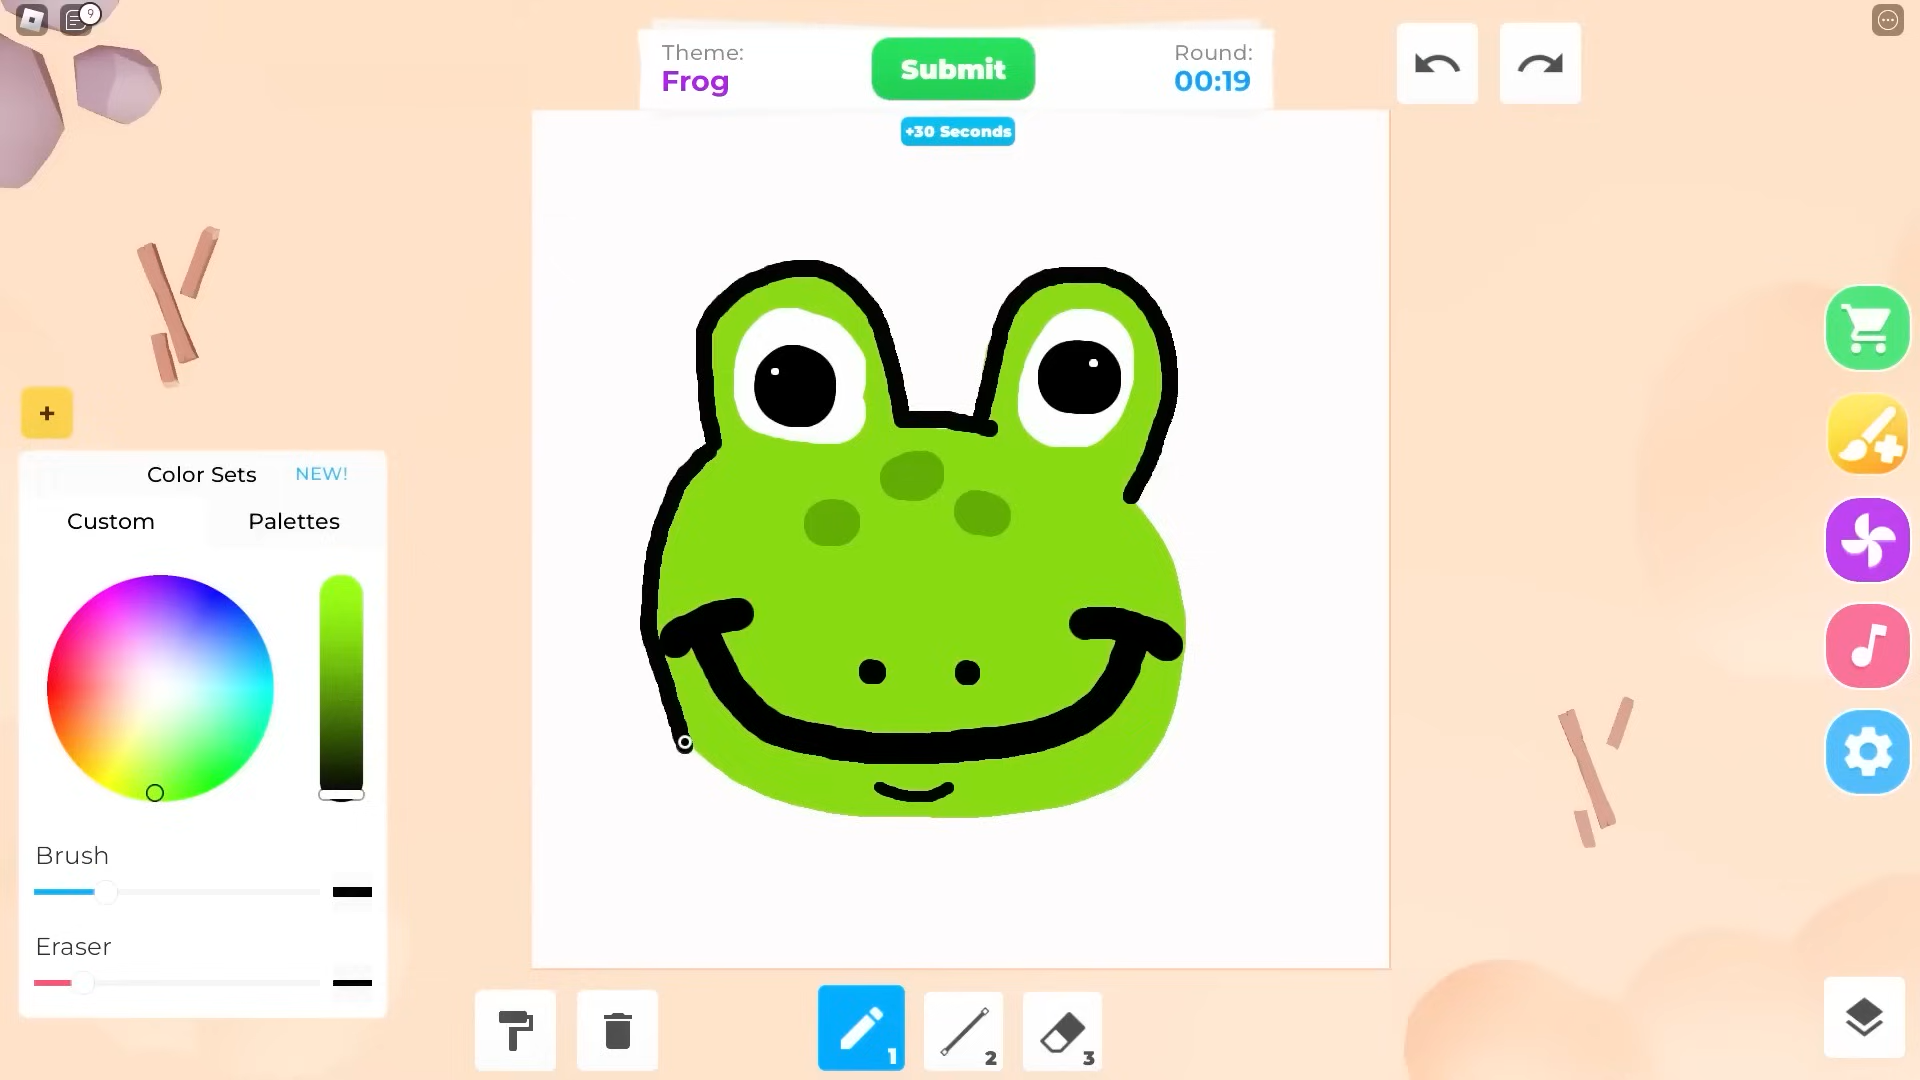 9
Theme:
Frog
Submit
Round:
00:19
+30 Seconds
+
Color Sets
NEW!
Custom
Palettes
Brush
Eraser
1
2
3